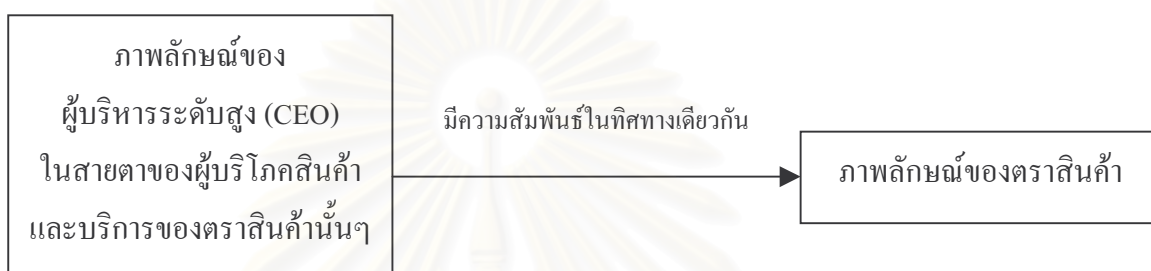 ภาพลักษณ์ของ
ผู้บริหารระดับสูง (CEO)
ในสายตาของผู้บริโภคสินค้า
และบริการของตราสินค้านั้นๆ
มีความสัมพันธ์ในทิศทางเดียวกัน
ภาพลักษณ์ของตราสินค้า